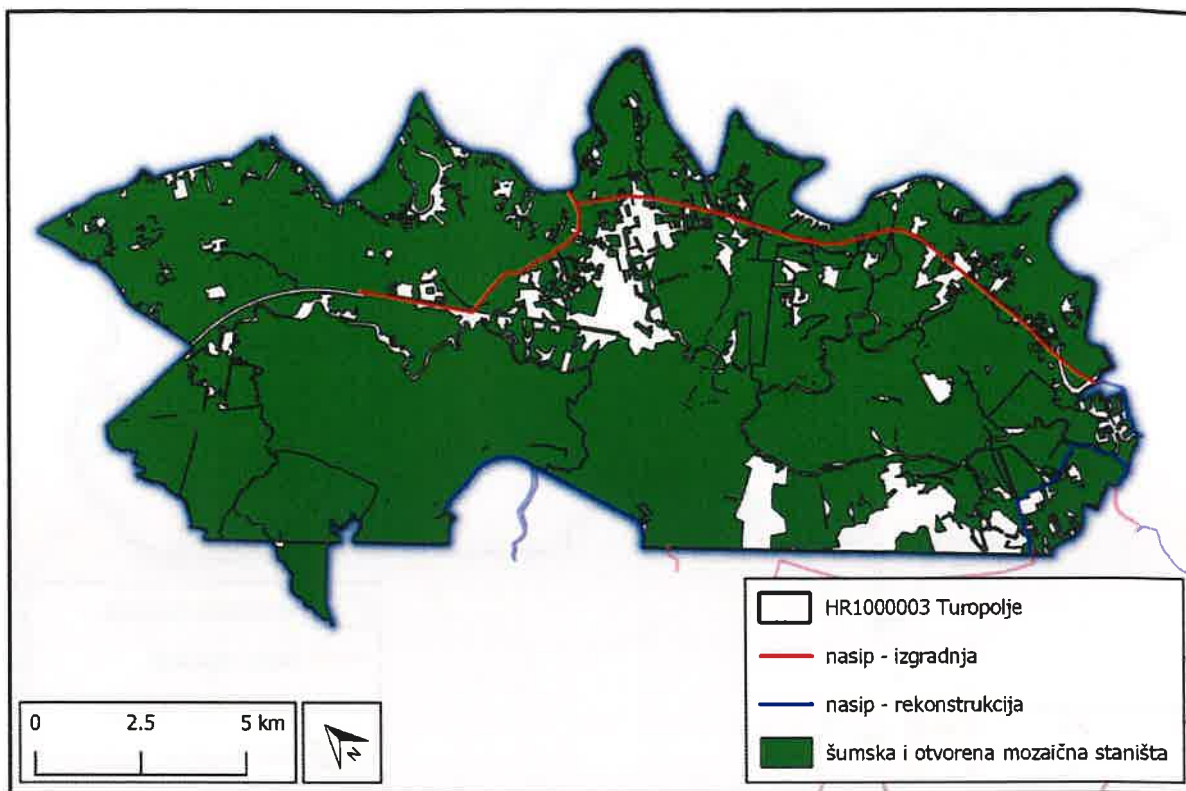 HR1000003 Turopolje
nasip - izgradnja
nasip - rekonstrukcija
šumska i otvorena mozaična staništa
0 2.5 5 km
N